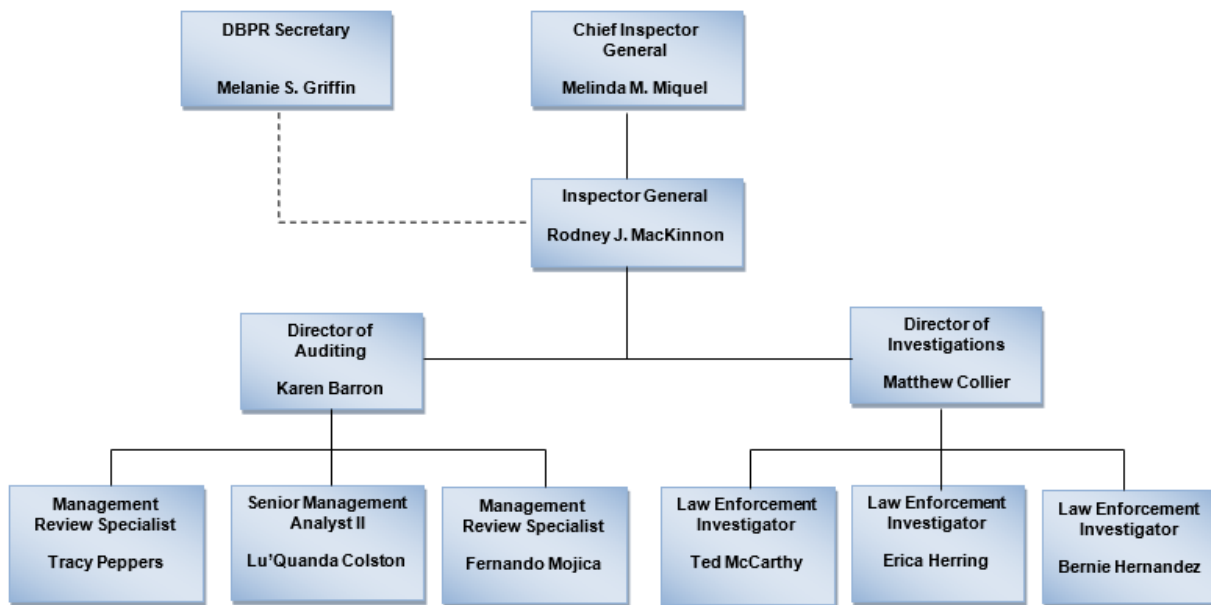 DBPR Secretary
Melanie S. Griffin
Chief Inspector
General
Melinda M. Miquel
Inspector General
Rodney J. MacKinnon
Director of
Auditing
Karen Barron
Director of
Investigations
Matthew Collier
Management
Review Specialist
Tracy Peppers
Senior Management
Analyst II
Lu'Quanda Colston
Management
Review Specialist
Fernando Mojica
Law Enforcement
Investigator
Ted McCarthy
Law Enforcement
Investigator
Erica Herring
Law Enforcement
Investigator
Bernie Hernandez